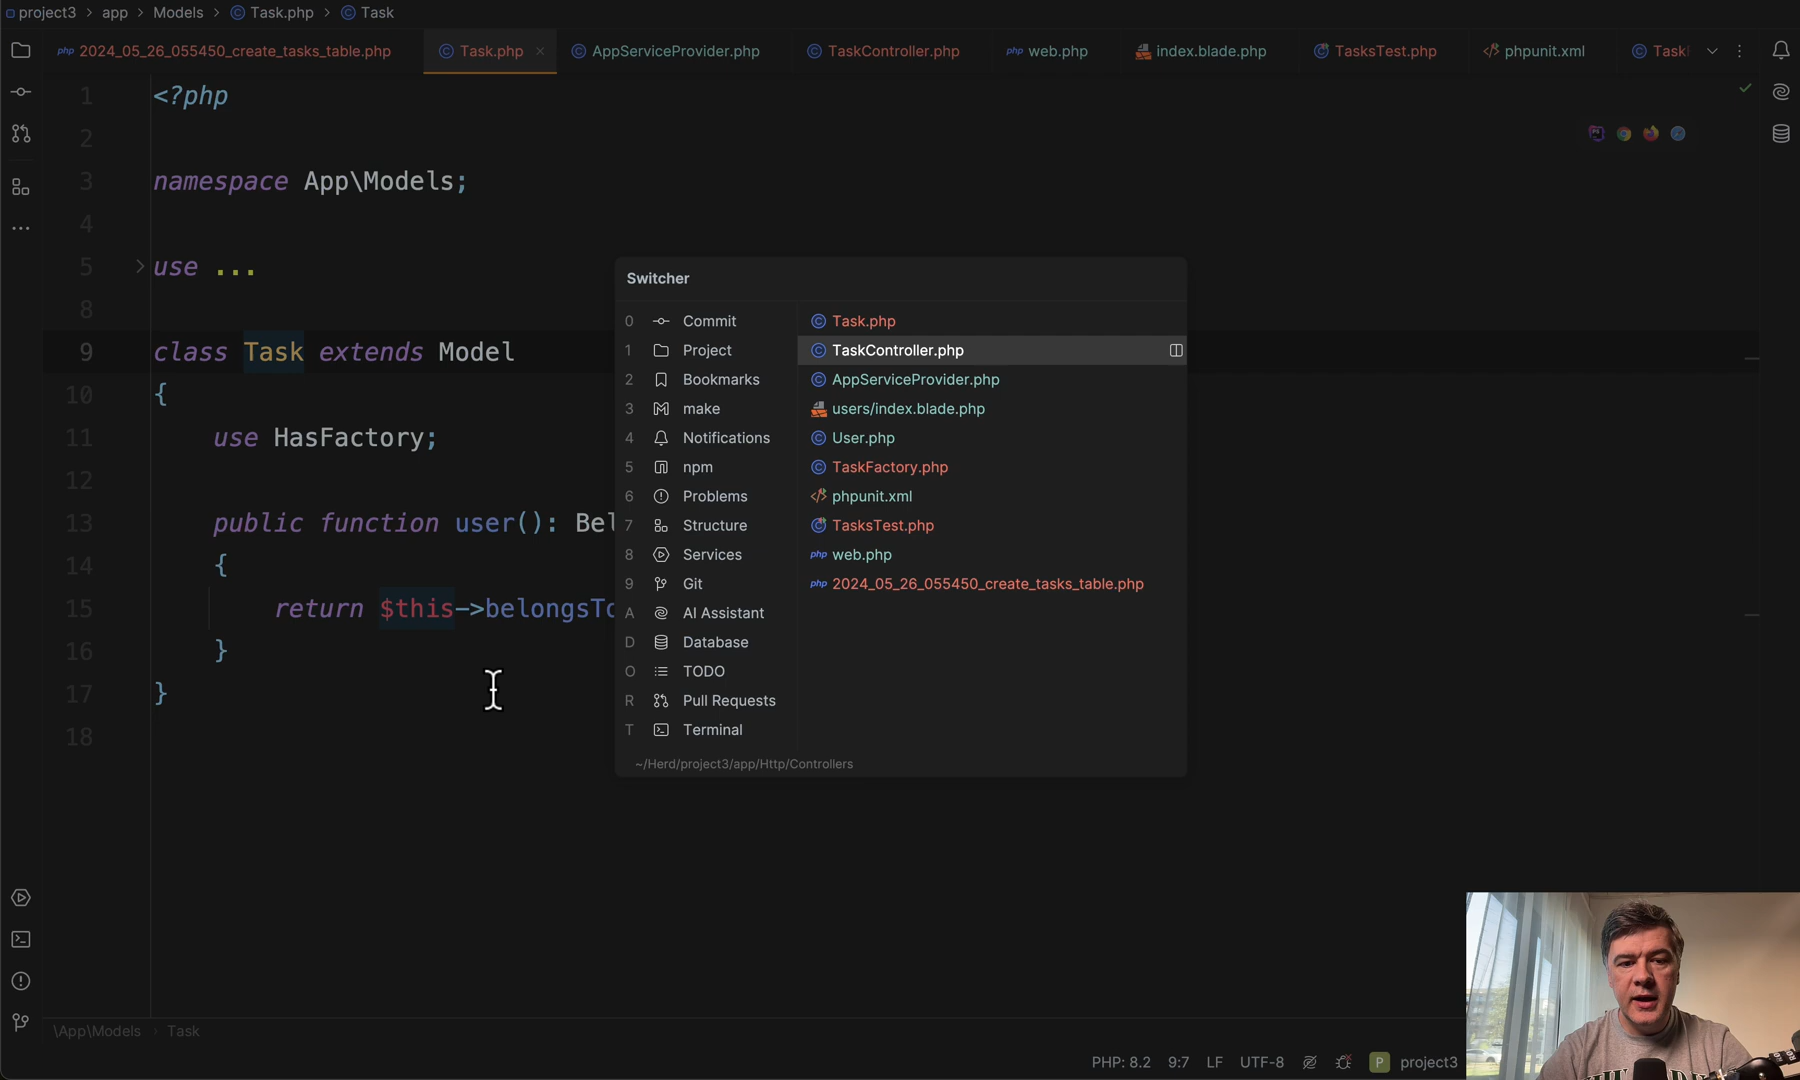 project3 > app > Models > Task.php > Task
php 2024_05_26_055450_create_tasks_table.php
Task.php ×
AppServiceProvider.php
TaskController.php
php web.php
index.blade.php
TasksTest.php
phpunit.xml
Task
1 <?php
2
3 namespace App\Models;
4
5 use ...
8
9 class Task extends Model
10 {
11 use HasFactory;
12
13 public function user(): Bel
14 {
15 return $this->belongsTo
16 }
17 }
18
Switcher
0 Commit
1 Project
2 Bookmarks
3 make
4 Notifications
5 npm
6 Problems
7 Structure
8 Services
9 Git
A AI Assistant
D Database
O TODO
R Pull Requests
T Terminal
Task.php
TaskController.php
AppServiceProvider.php
users/index.blade.php
User.php
TaskFactory.php
phpunit.xml
TasksTest.php
php web.php
php 2024_05_26_055450_create_tasks_table.php
~/Herd/project3/app/Http/Controllers
\App\Models > Task
PHP: 8.2 9:7 LF UTF-8 P project3